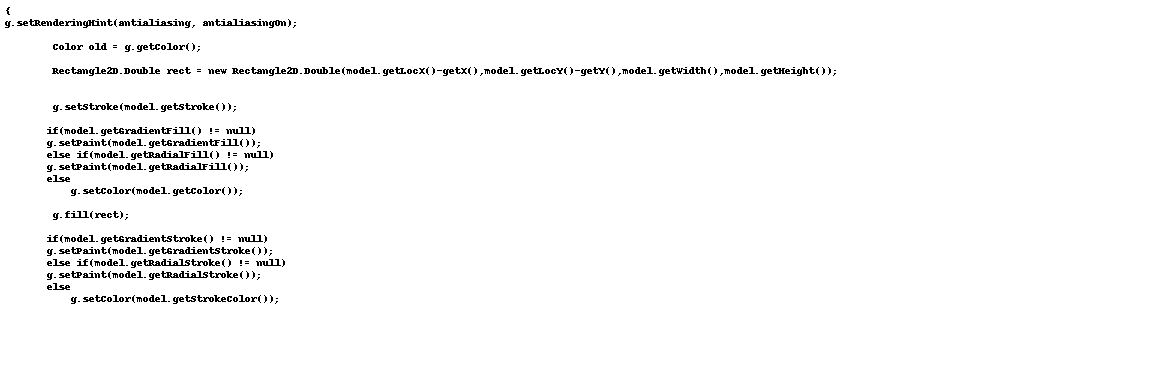 {
g.setRenderingHint(antialiasing, antialiasingOn);
Color old = g.getColor();
Rectangle2D.Double rect = new Rectangle2D.Double(model.getLocX()-getX(),model.getLocY()-getY(),model.getWidth(),model.getHeight());
g.setStroke(model.getStroke());
if(model.getGradientFill() != null)
g.setPaint(model.getGradientFill());
else if(model.getRadialFill() != null)
g.setPaint(model.getRadialFill());
else
g.setColor(model.getColor());
g.fill(rect);
if(model.getGradientStroke() != null)
g.setPaint(model.getGradientStroke());
else if(model.getRadialStroke() != null)
g.setPaint(model.getRadialStroke());
else
g.setColor(model.getStrokeColor());